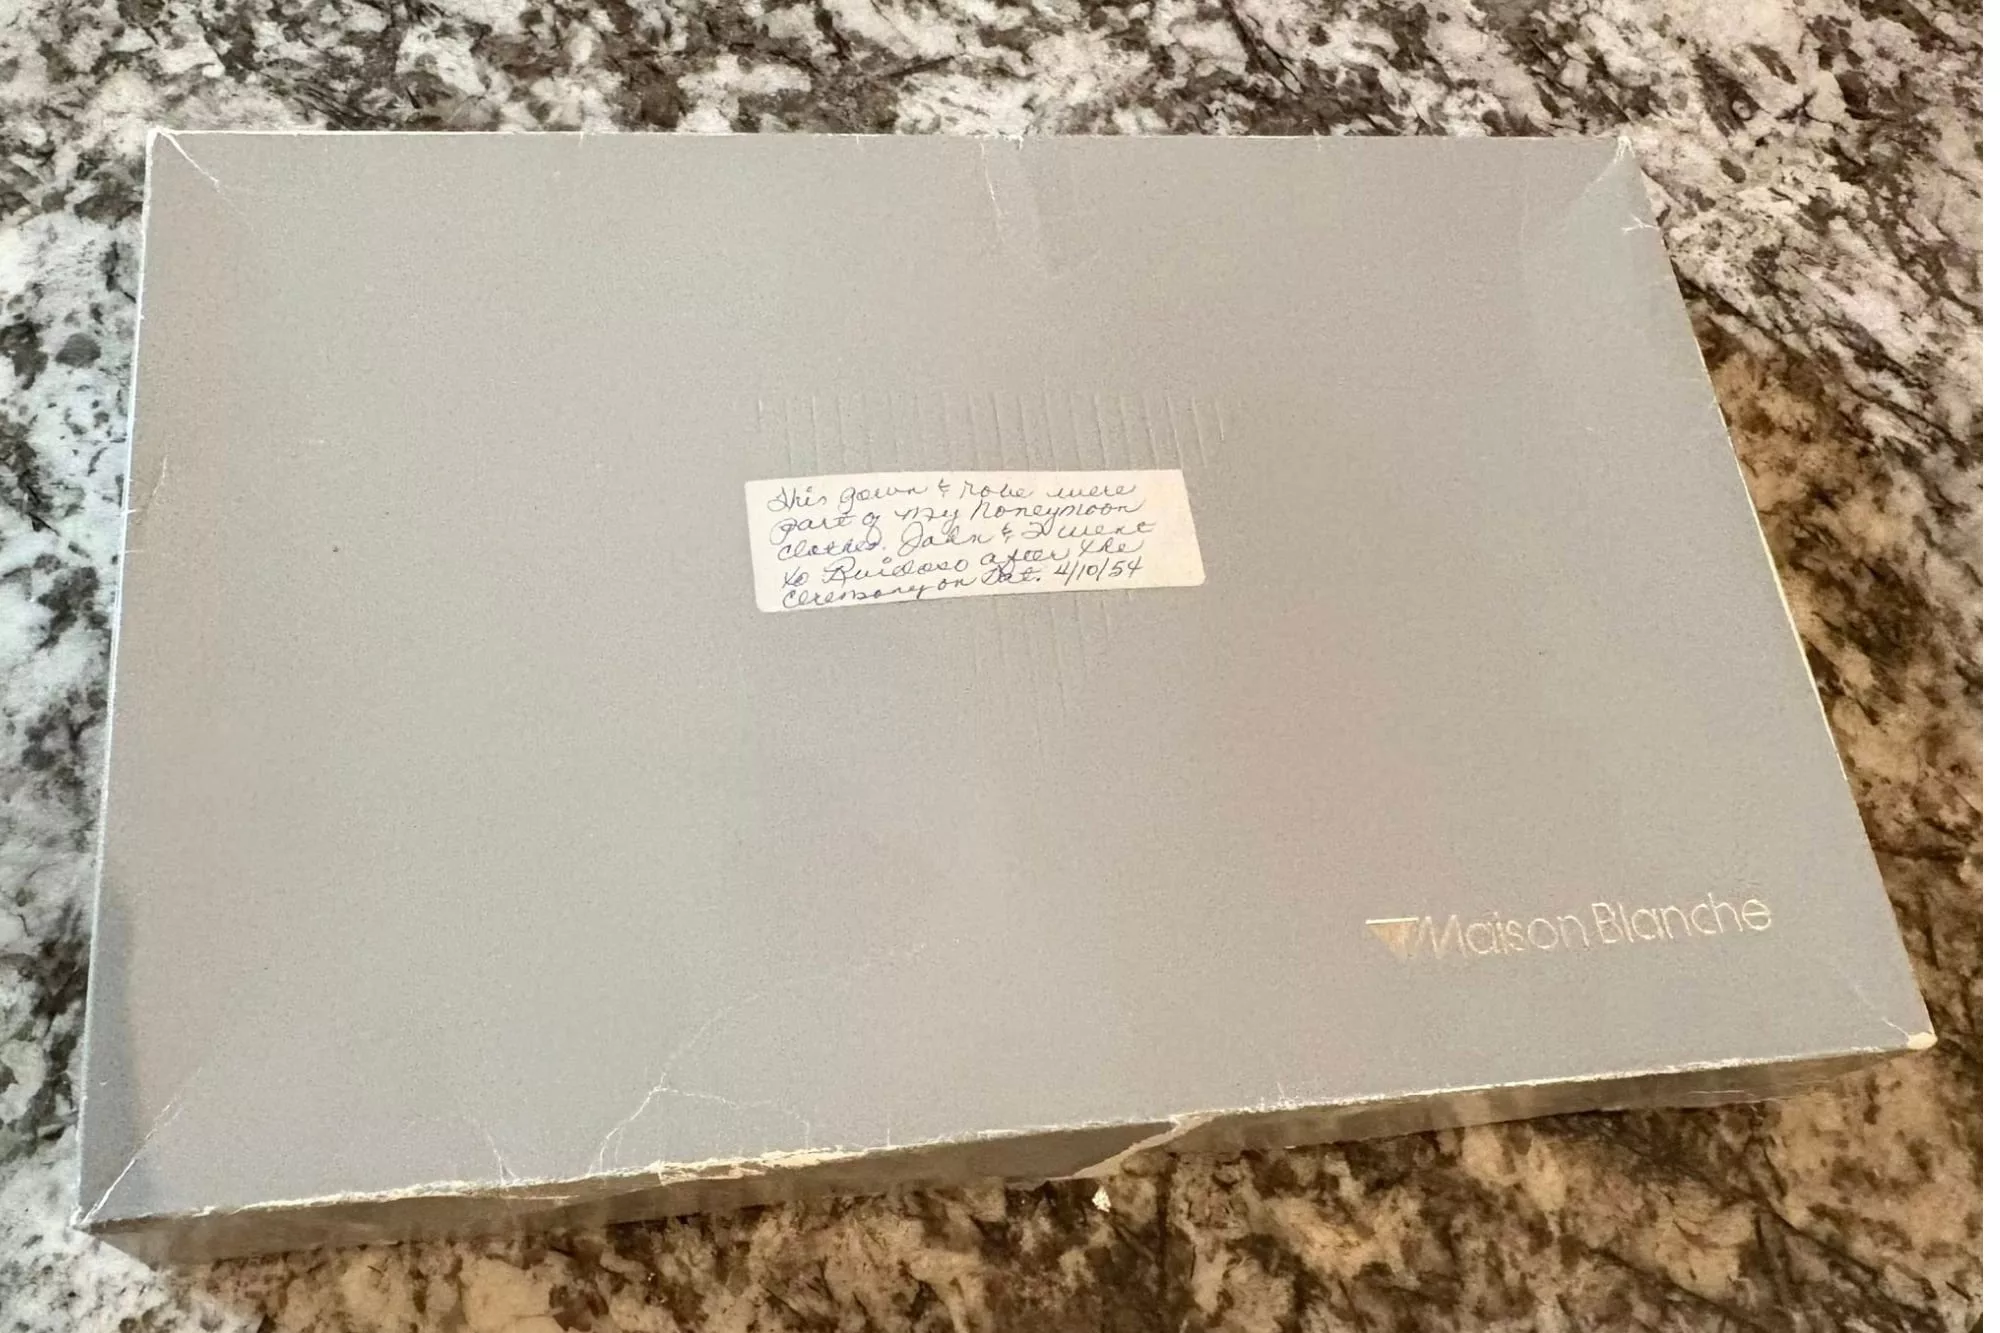 This gown & robe were
part of my honeymoon
clothes. John & I went
to Ruidoso after the
ceremony on Sat. 4/10/54
Maison Blanche